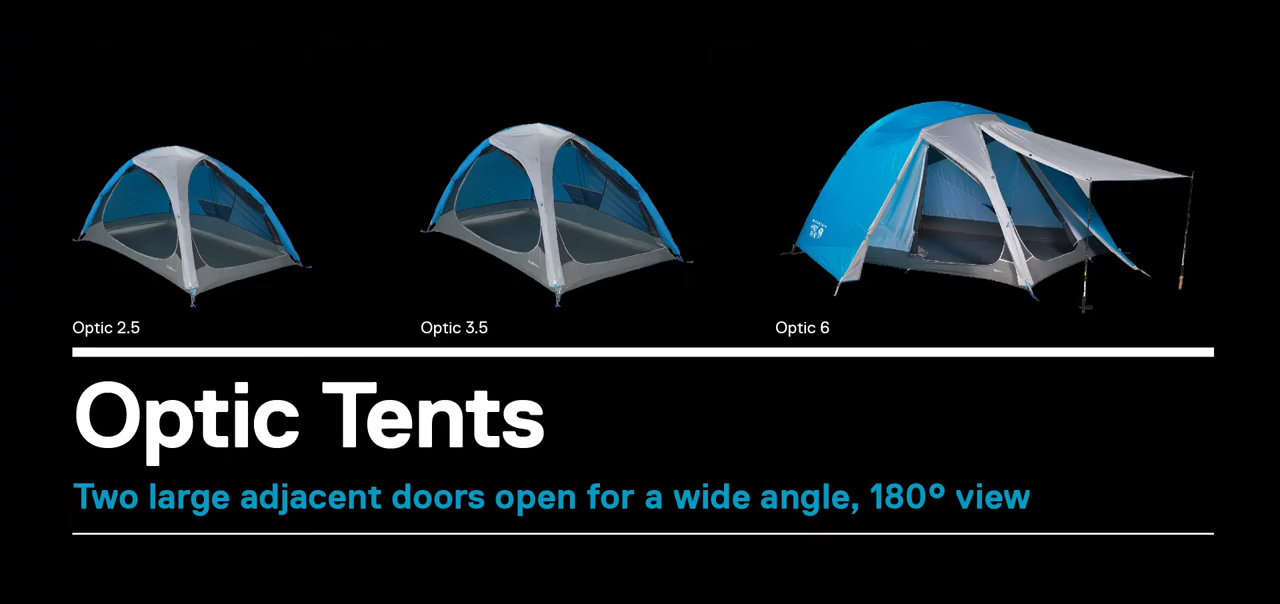 Optic 2.5
Optic 3.5
Optic 6
Optic Tents
Two large adjacent doors open for a wide angle, 180° view